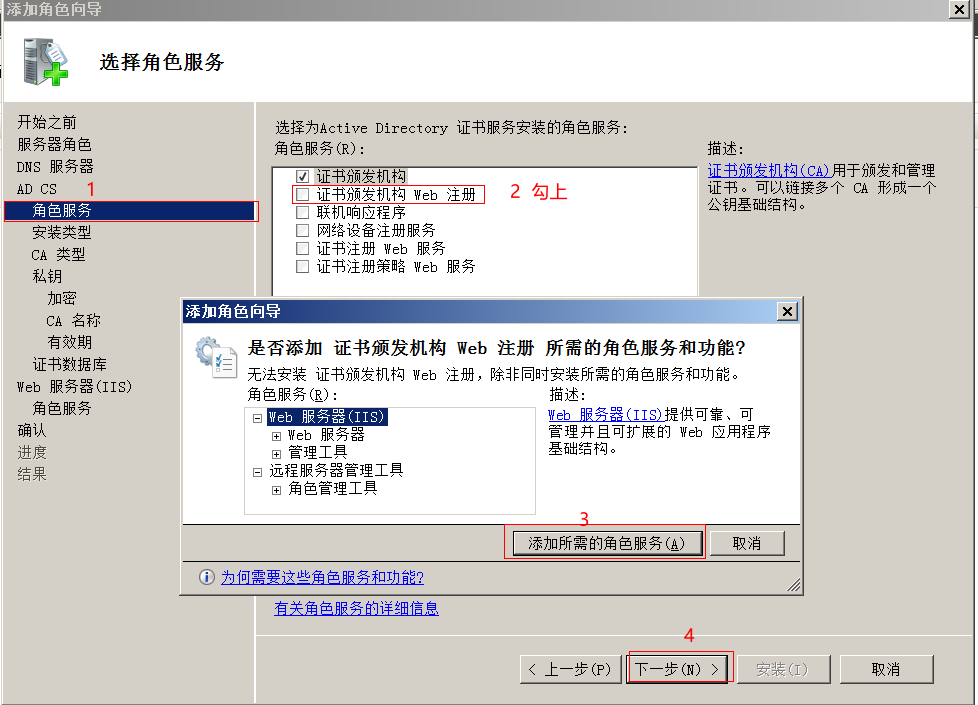 添加角色向导
选择角色服务
开始之前
服务器角色
DNS 服务器
AD CS
1
角色服务
安装类型
CA 类型
私钥
加密
CA 名称
有效期
证书数据库
Web 服务器(IIS)
角色服务
确认
进度
结果
选择为Active Directory 证书服务安装的角色服务:
角色服务(R):
证书颁发机构
证书颁发机构 Web 注册
2 勾上
联机响应程序
网络设备注册服务
证书注册 Web 服务
证书注册策略 Web 服务
描述:
证书颁发机构(CA)用于颁发和管理
证书。可以链接多个 CA 形成一个
公钥基础结构。
添加角色向导
是否添加 证书颁发机构 Web 注册 所需的角色服务和功能?
无法安装 证书颁发机构 Web 注册，除非同时安装所需的角色服务和功能。
角色服务(R):
Web 服务器(IIS)
Web 服务器
管理工具
远程服务器管理工具
角色管理工具
描述:
Web 服务器(IIS)提供可靠、可
管理并且可扩展的 Web 应用程序
基础结构。
3
添加所需的角色服务(A)
取消
为何需要这些角色服务和功能?
有关角色服务的详细信息
4
< 上一步(P)
下一步(N) >
安装(I)
取消